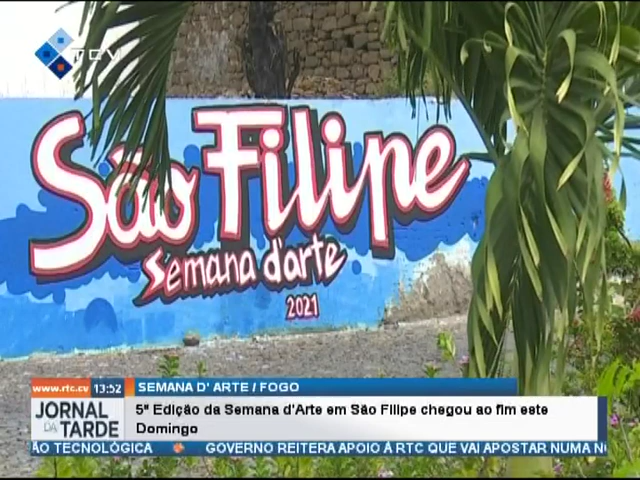 TCV
São Filipe
Semana d'arte
2021
www.rtc.cv 13:52 SEMANA D' ARTE / FOGO
JORNAL DA TARDE
5ª Edição da Semana d'Arte em São Filipe chegou ao fim este
Domingo
ÃO TECNOLÓGICA GOVERNO REITERA APOIO À RTC QUE VAI APOSTAR NUMA NO